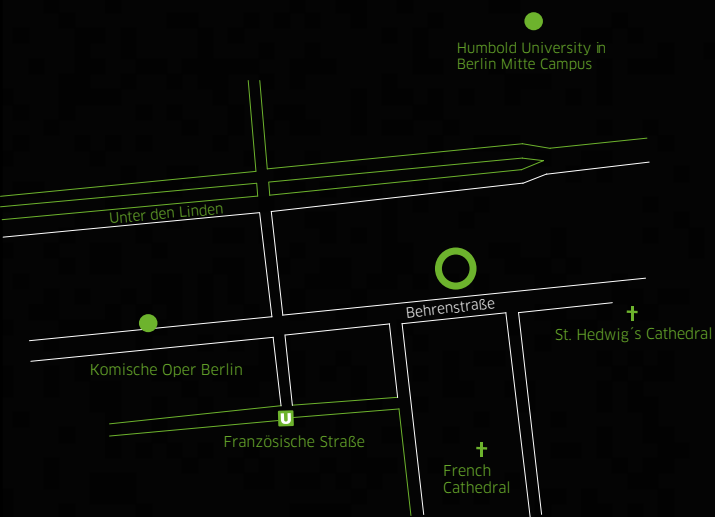 Humbold University in
Berlin Mitte Campus
Unter den Linden
Behrenstraße
St. Hedwig´s Cathedral
Komische Oper Berlin
U
Französische Straße
French
Cathedral